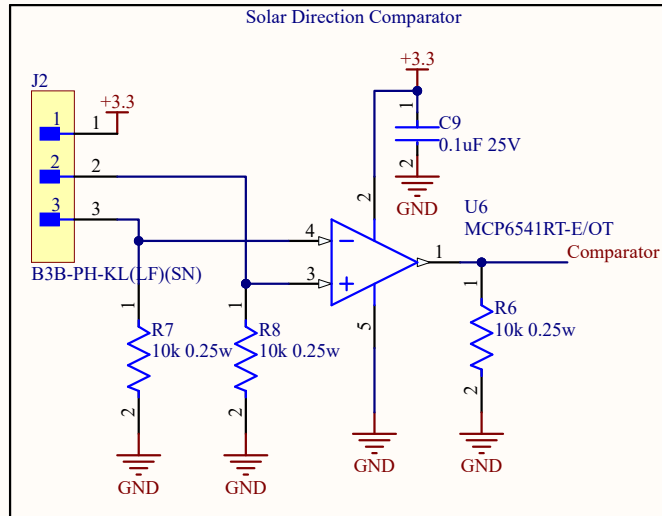 Solar Direction Comparator
J2
+3.3
1
1
2
2
3
3
B3B-PH-KL(LF)(SN)
+3.3
1
C9
0.1uF 25V
2
GND
2
U6
MCP6541RT-E/OT
4
3
1
Comparator
5
1
R7
10k 0.25w
2
GND
1
R8
10k 0.25w
2
GND
GND
1
R6
10k 0.25w
2
GND